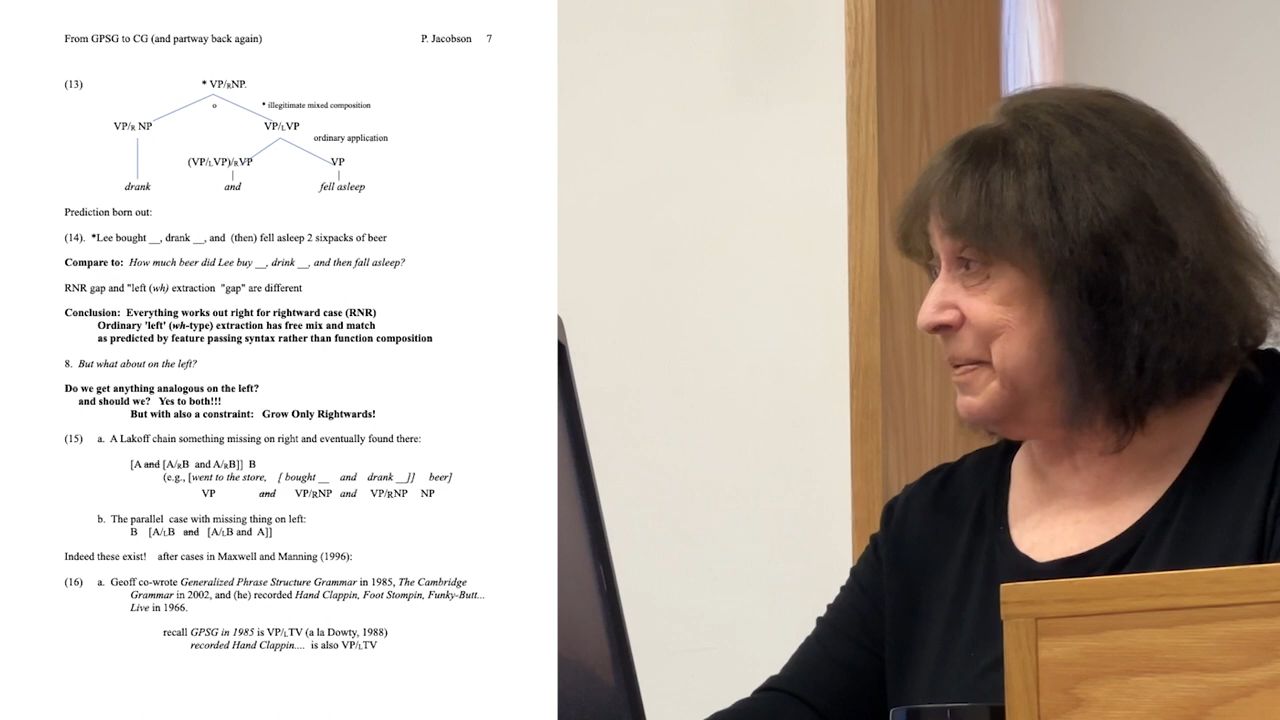 From GPSG to CG (and partway back again) P. Jacobson 7
(13) * VP/RNP.
o * illegitimate mixed composition
VP/R NP VP/LVP
ordinary application
(VP/LVP)/RVP VP
drank and fell asleep
Prediction born out:
(14). *Lee bought __, drank __, and (then) fell asleep 2 sixpacks of beer
Compare to: How much beer did Lee buy __, drink __, and then fall asleep?
RNR gap and "left (wh) extraction "gap" are different
Conclusion: Everything works out right for rightward case (RNR)
Ordinary 'left' (wh-type) extraction has free mix and match
as predicted by feature passing syntax rather than function composition
8. But what about on the left?
Do we get anything analogous on the left?
and should we? Yes to both!!!
But with also a constraint: Grow Only Rightwards!
(15) a. A Lakoff chain something missing on right and eventually found there:
[A and [A/RB and A/RB]] B
(e.g., [went to the store, [ bought __ and drank __]] beer]
VP and VP/RNP and VP/RNP NP
b. The parallel case with missing thing on left:
B [A/LB and [A/LB and A]]
Indeed these exist! after cases in Maxwell and Manning (1996):
(16) a. Geoff co-wrote Generalized Phrase Structure Grammar in 1985, The Cambridge
Grammar in 2002, and (he) recorded Hand Clappin, Foot Stompin, Funky-Butt...
Live in 1966.
recall GPSG in 1985 is VP/LTV (a la Dowty, 1988)
recorded Hand Clappin.... is also VP/LTV